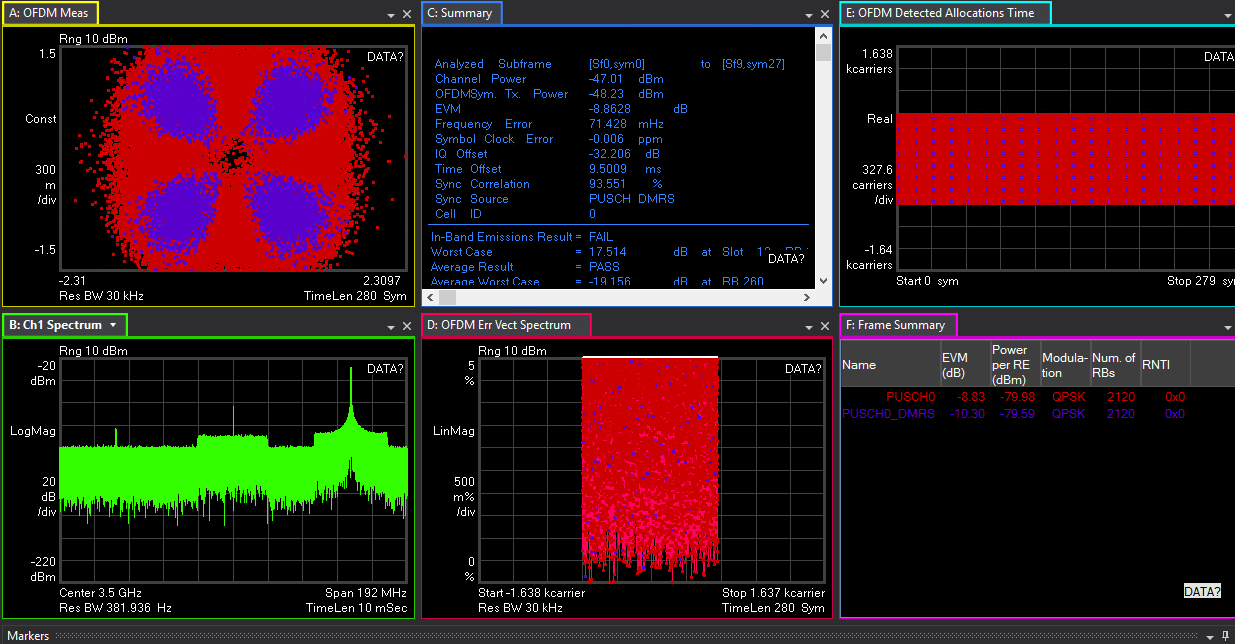 A: OFDM Meas
Rng 10 dBm
DATA?
1.5
Const
300
m
/div
-1.5
-2.31
2.3097
Res BW 30 kHz
TimeLen 280 Sym
C: Summary
Analyzed Subframe [Sf0,sym0] to [Sf9,sym27]
Channel Power -47.01 dBm
OFDMSym. Tx. Power -48.23 dBm
EVM -8.8628 dB
Frequency Error 71.428 mHz
Symbol Clock Error -0.006 ppm
IQ Offset -32.206 dB
Time Offset 9.5009 ms
Sync Correlation 93.551 %
Sync Source PUSCH DMRS
Cell ID 0
In-Band Emissions Result = FAIL
Worst Case = 17.514 dB at Slot
DATA?
Average Result = PASS
Average Worst Case = -19.156 dB at RB 260
E: OFDM Detected Allocations Time
1.638
kcarriers
DATA
Real
327.6
carriers
/div
-1.64
kcarriers
Start 0 sym
Stop 279 sy
B: Ch1 Spectrum
Rng 10 dBm
-20
dBm
DATA?
LogMag
20
dB
/div
-220
dBm
Center 3.5 GHz
Span 192 MHz
Res BW 381.936 Hz
TimeLen 10 mSec
D: OFDM Err Vect Spectrum
Rng 10 dBm
5
%
DATA?
LinMag
500
m%
/div
0
%
Start -1.638 kcarrier
Stop 1.637 kcarrier
Res BW 30 kHz
TimeLen 280 Sym
F: Frame Summary
Name EVM (dB) Power per RE (dBm) Modula-tion Num. of RBs RNTI
PUSCH0 -8.83 -79.98 QPSK 2120 0x0
PUSCH0_DMRS -10.30 -79.59 QPSK 2120 0x0
DATA?
Markers